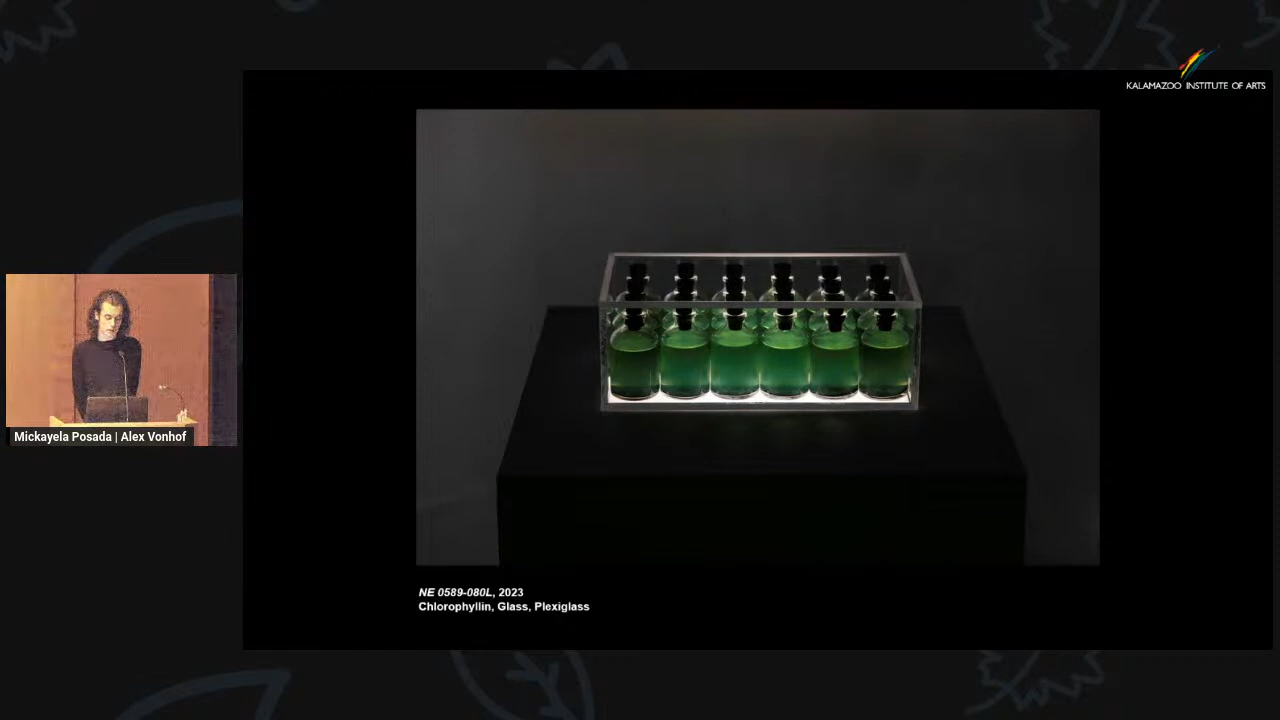 KALAMAZOO INSTITUTE OF ARTS
Mickayela Posada | Alex Vonhof
NE 0589-080L, 2023
Chlorophyllin, Glass, Plexiglass